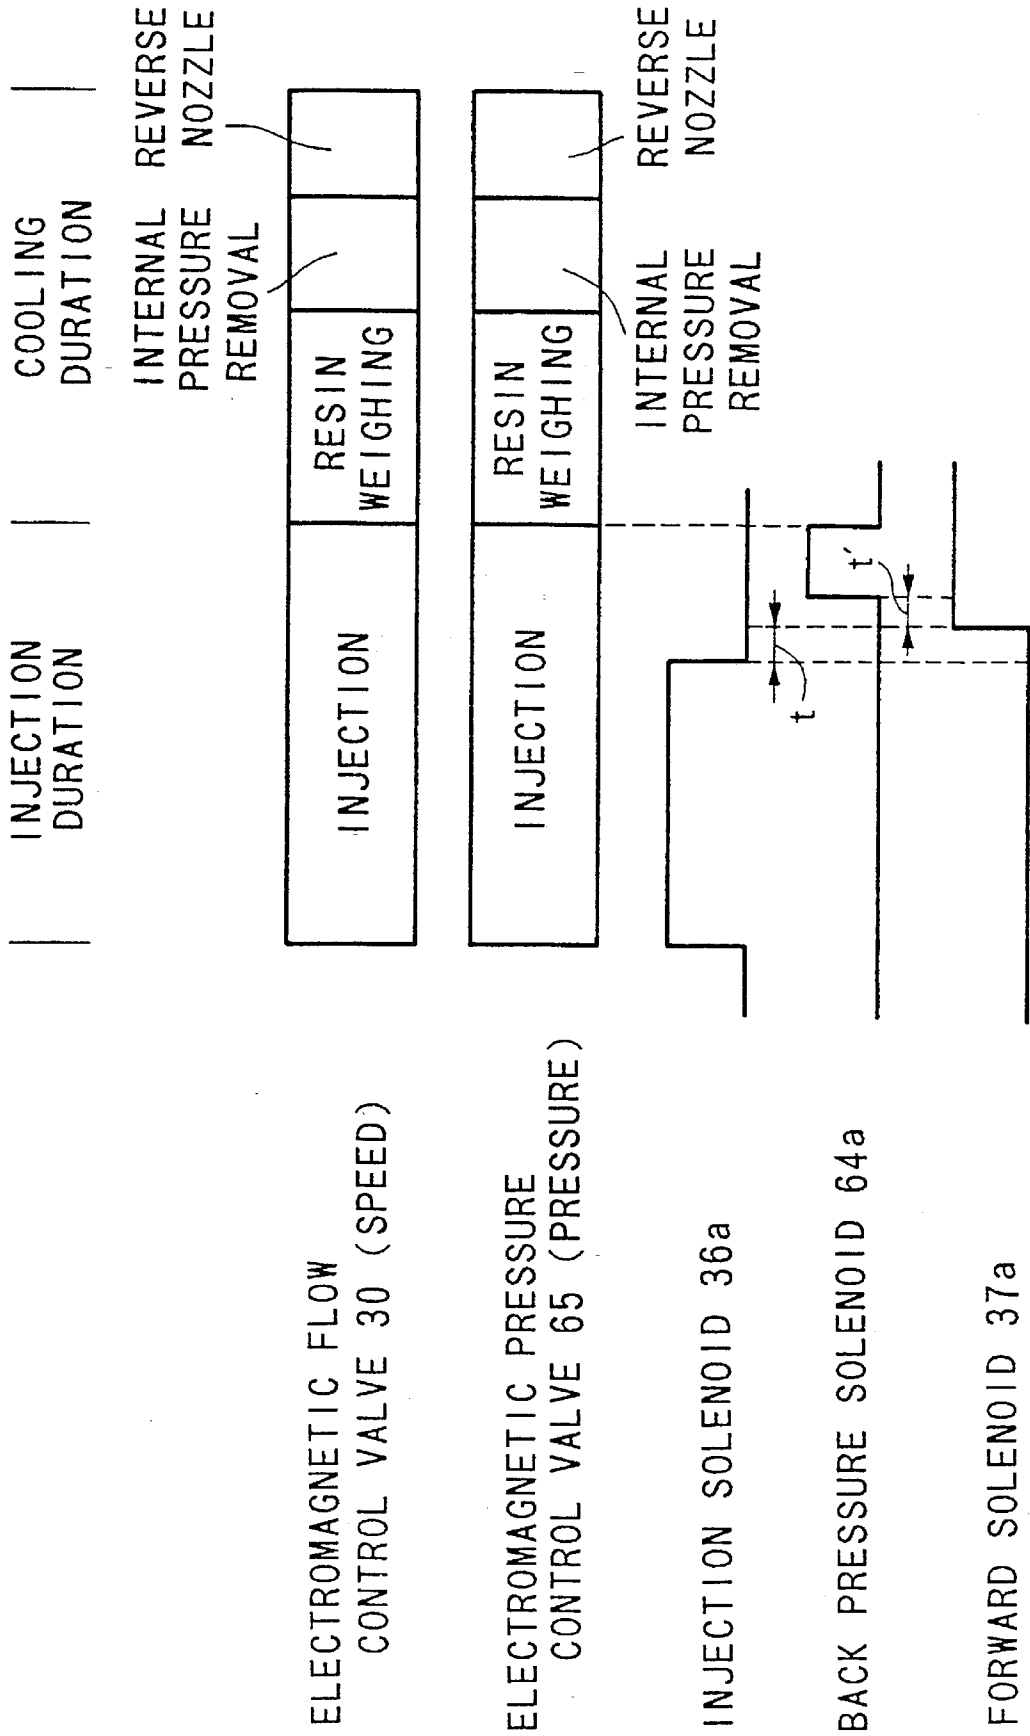 INJECTION
DURATION
COOLING
DURATION
INTERNAL
PRESSURE
REMOVAL
REVERSE
NOZZLE
ELECTROMAGNETIC FLOW
CONTROL VALVE 30 (SPEED)
INJECTION
RESIN
WEIGHING
ELECTROMAGNETIC PRESSURE
CONTROL VALVE 65 (PRESSURE)
INJECTION
RESIN
WEIGHING
INTERNAL
PRESSURE
REMOVAL
REVERSE
NOZZLE
INJECTION SOLENOID 36a
t
BACK PRESSURE SOLENOID 64a
t'
FORWARD SOLENOID 37a